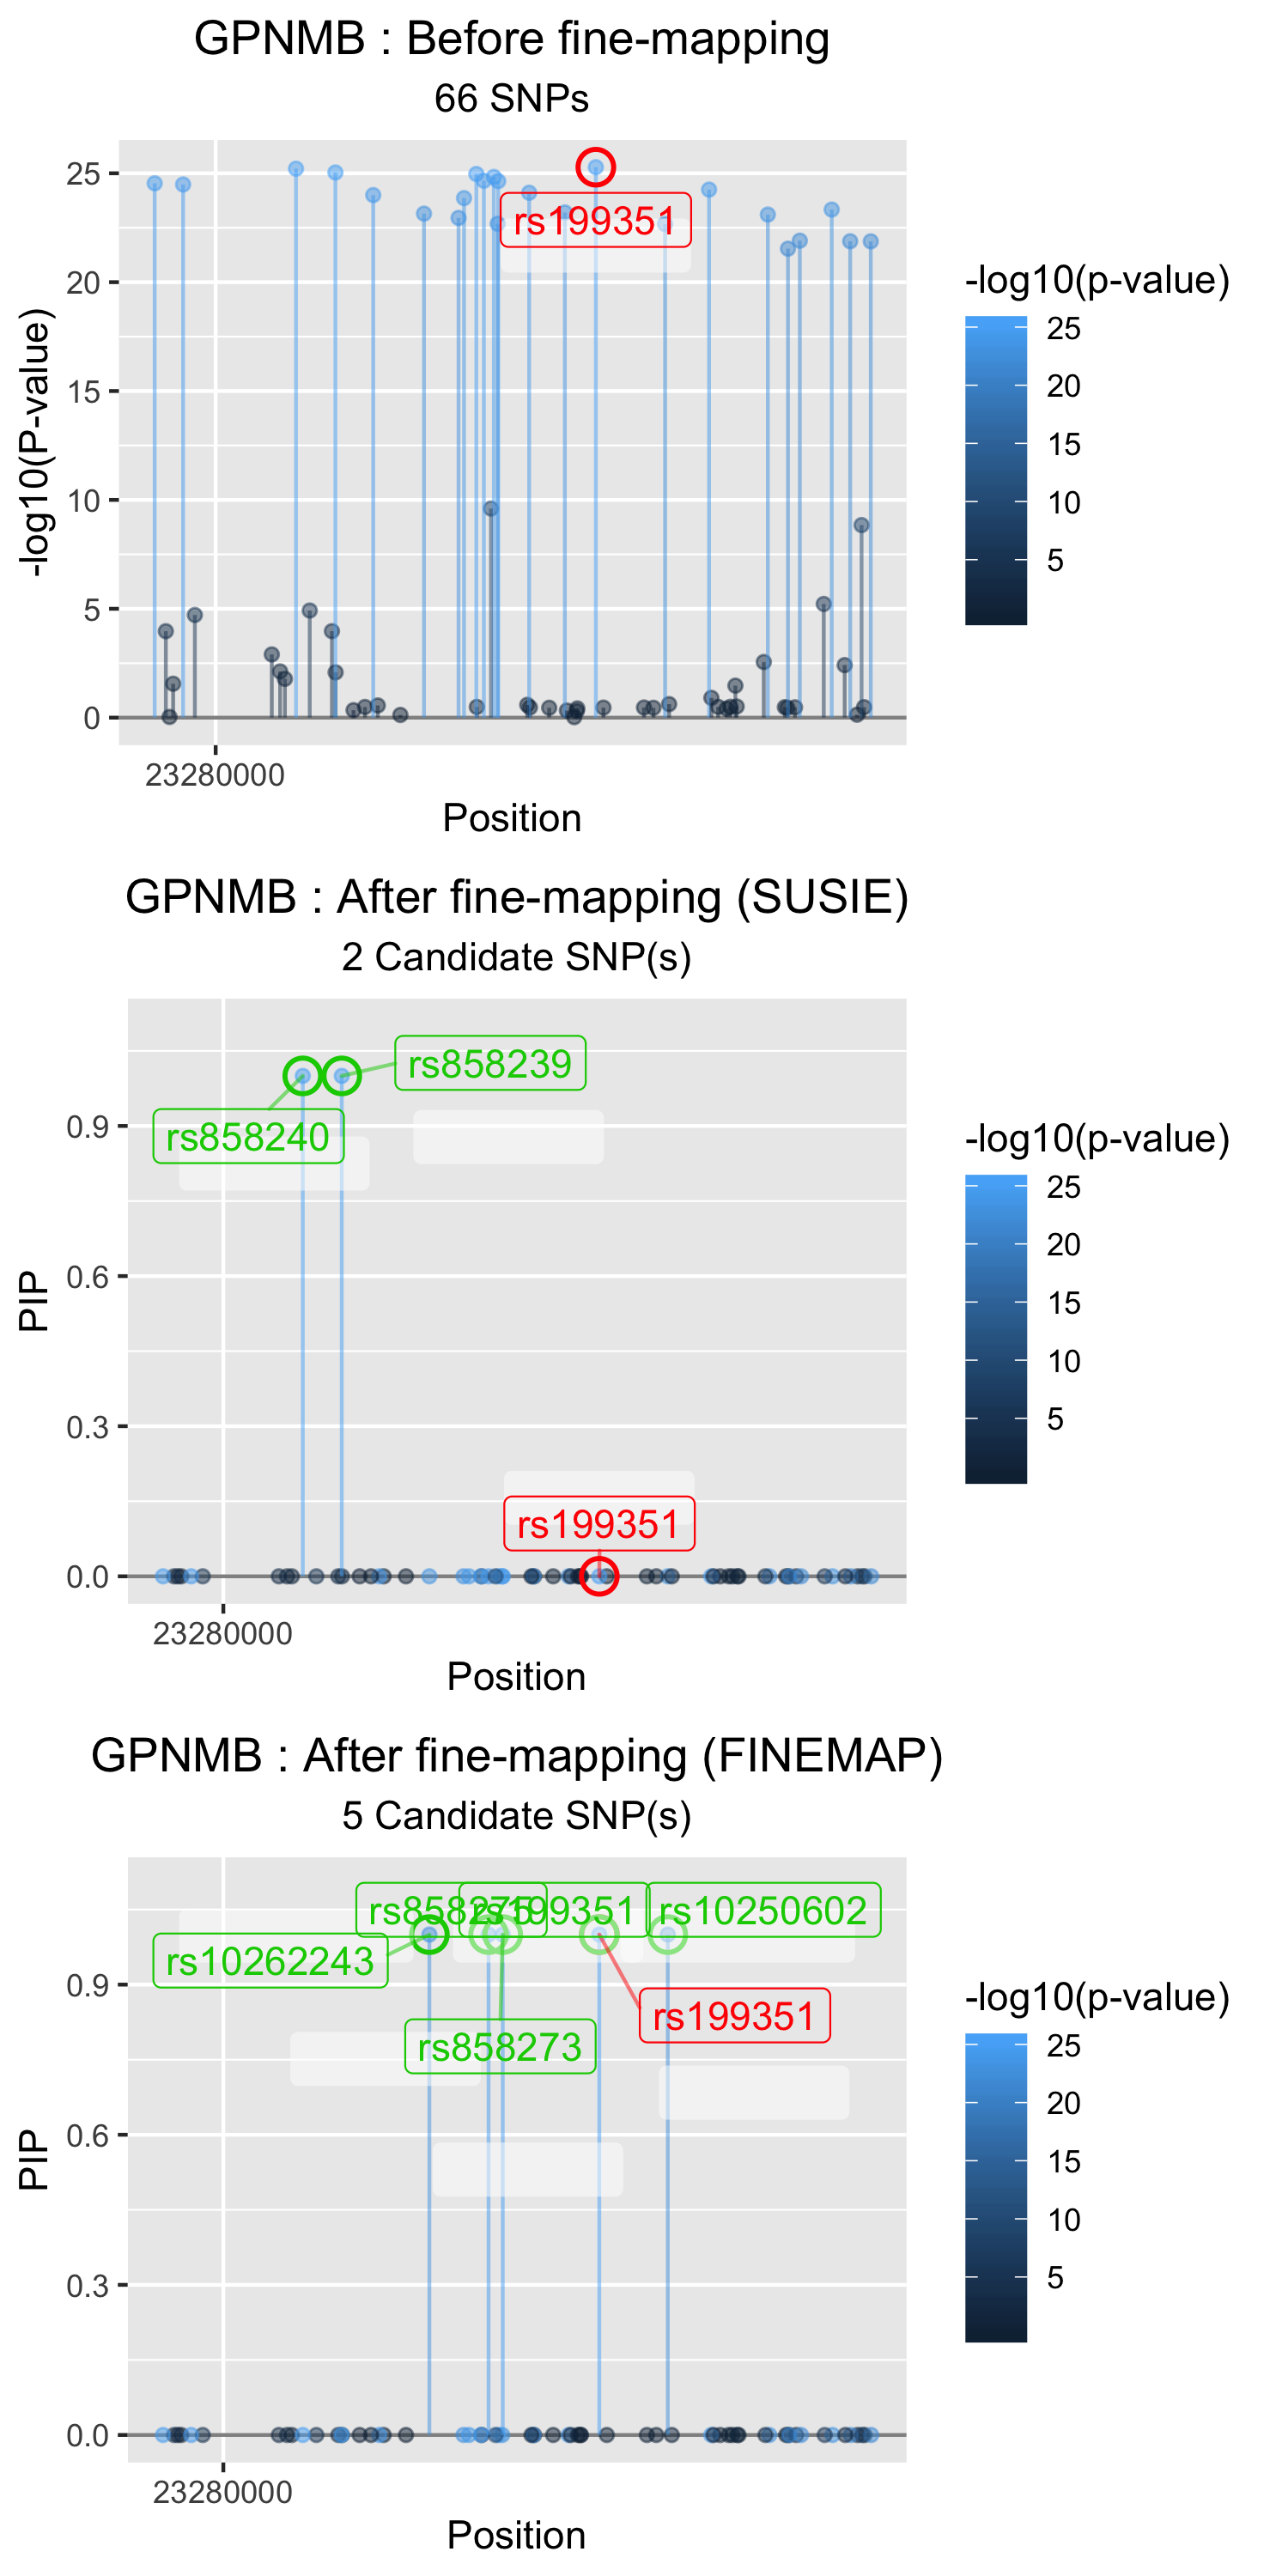 GPNMB : Before fine-mapping
66 SNPs
-log10(P-value)
25
20
15
10
5
0
rs199351
23280000
Position
-log10(p-value)
25
20
15
10
5
GPNMB : After fine-mapping (SUSIE)
2 Candidate SNP(s)
PIP
0.9
0.6
0.3
0.0
rs858239
rs858240
rs199351
23280000
Position
-log10(p-value)
25
20
15
10
5
GPNMB : After fine-mapping (FINEMAP)
5 Candidate SNP(s)
PIP
0.9
0.6
0.3
0.0
rs199351
rs10250602
rs10262243
rs199351
rs858273
23280000
Position
-log10(p-value)
25
20
15
10
5